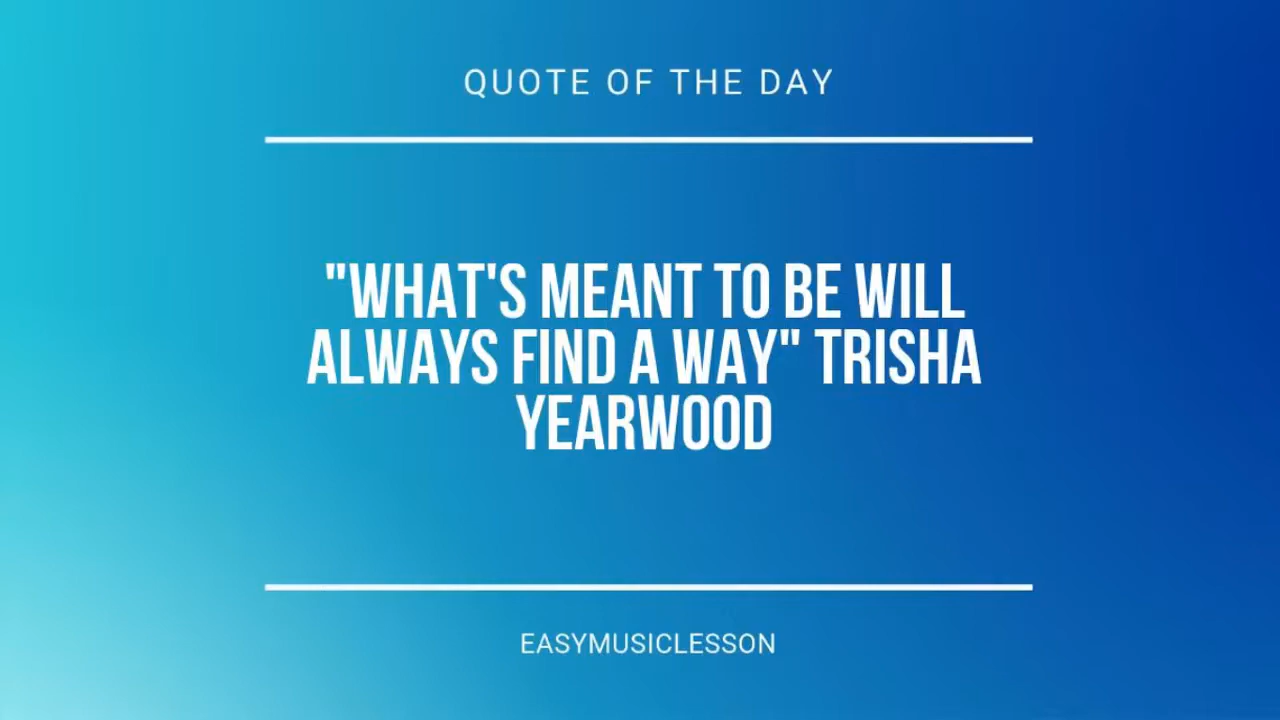 QUOTE OF THE DAY
"WHAT'S MEANT TO BE WILL
ALWAYS FIND A WAY" TRISHA
YEARWOOD
EASYMUSICLESSON